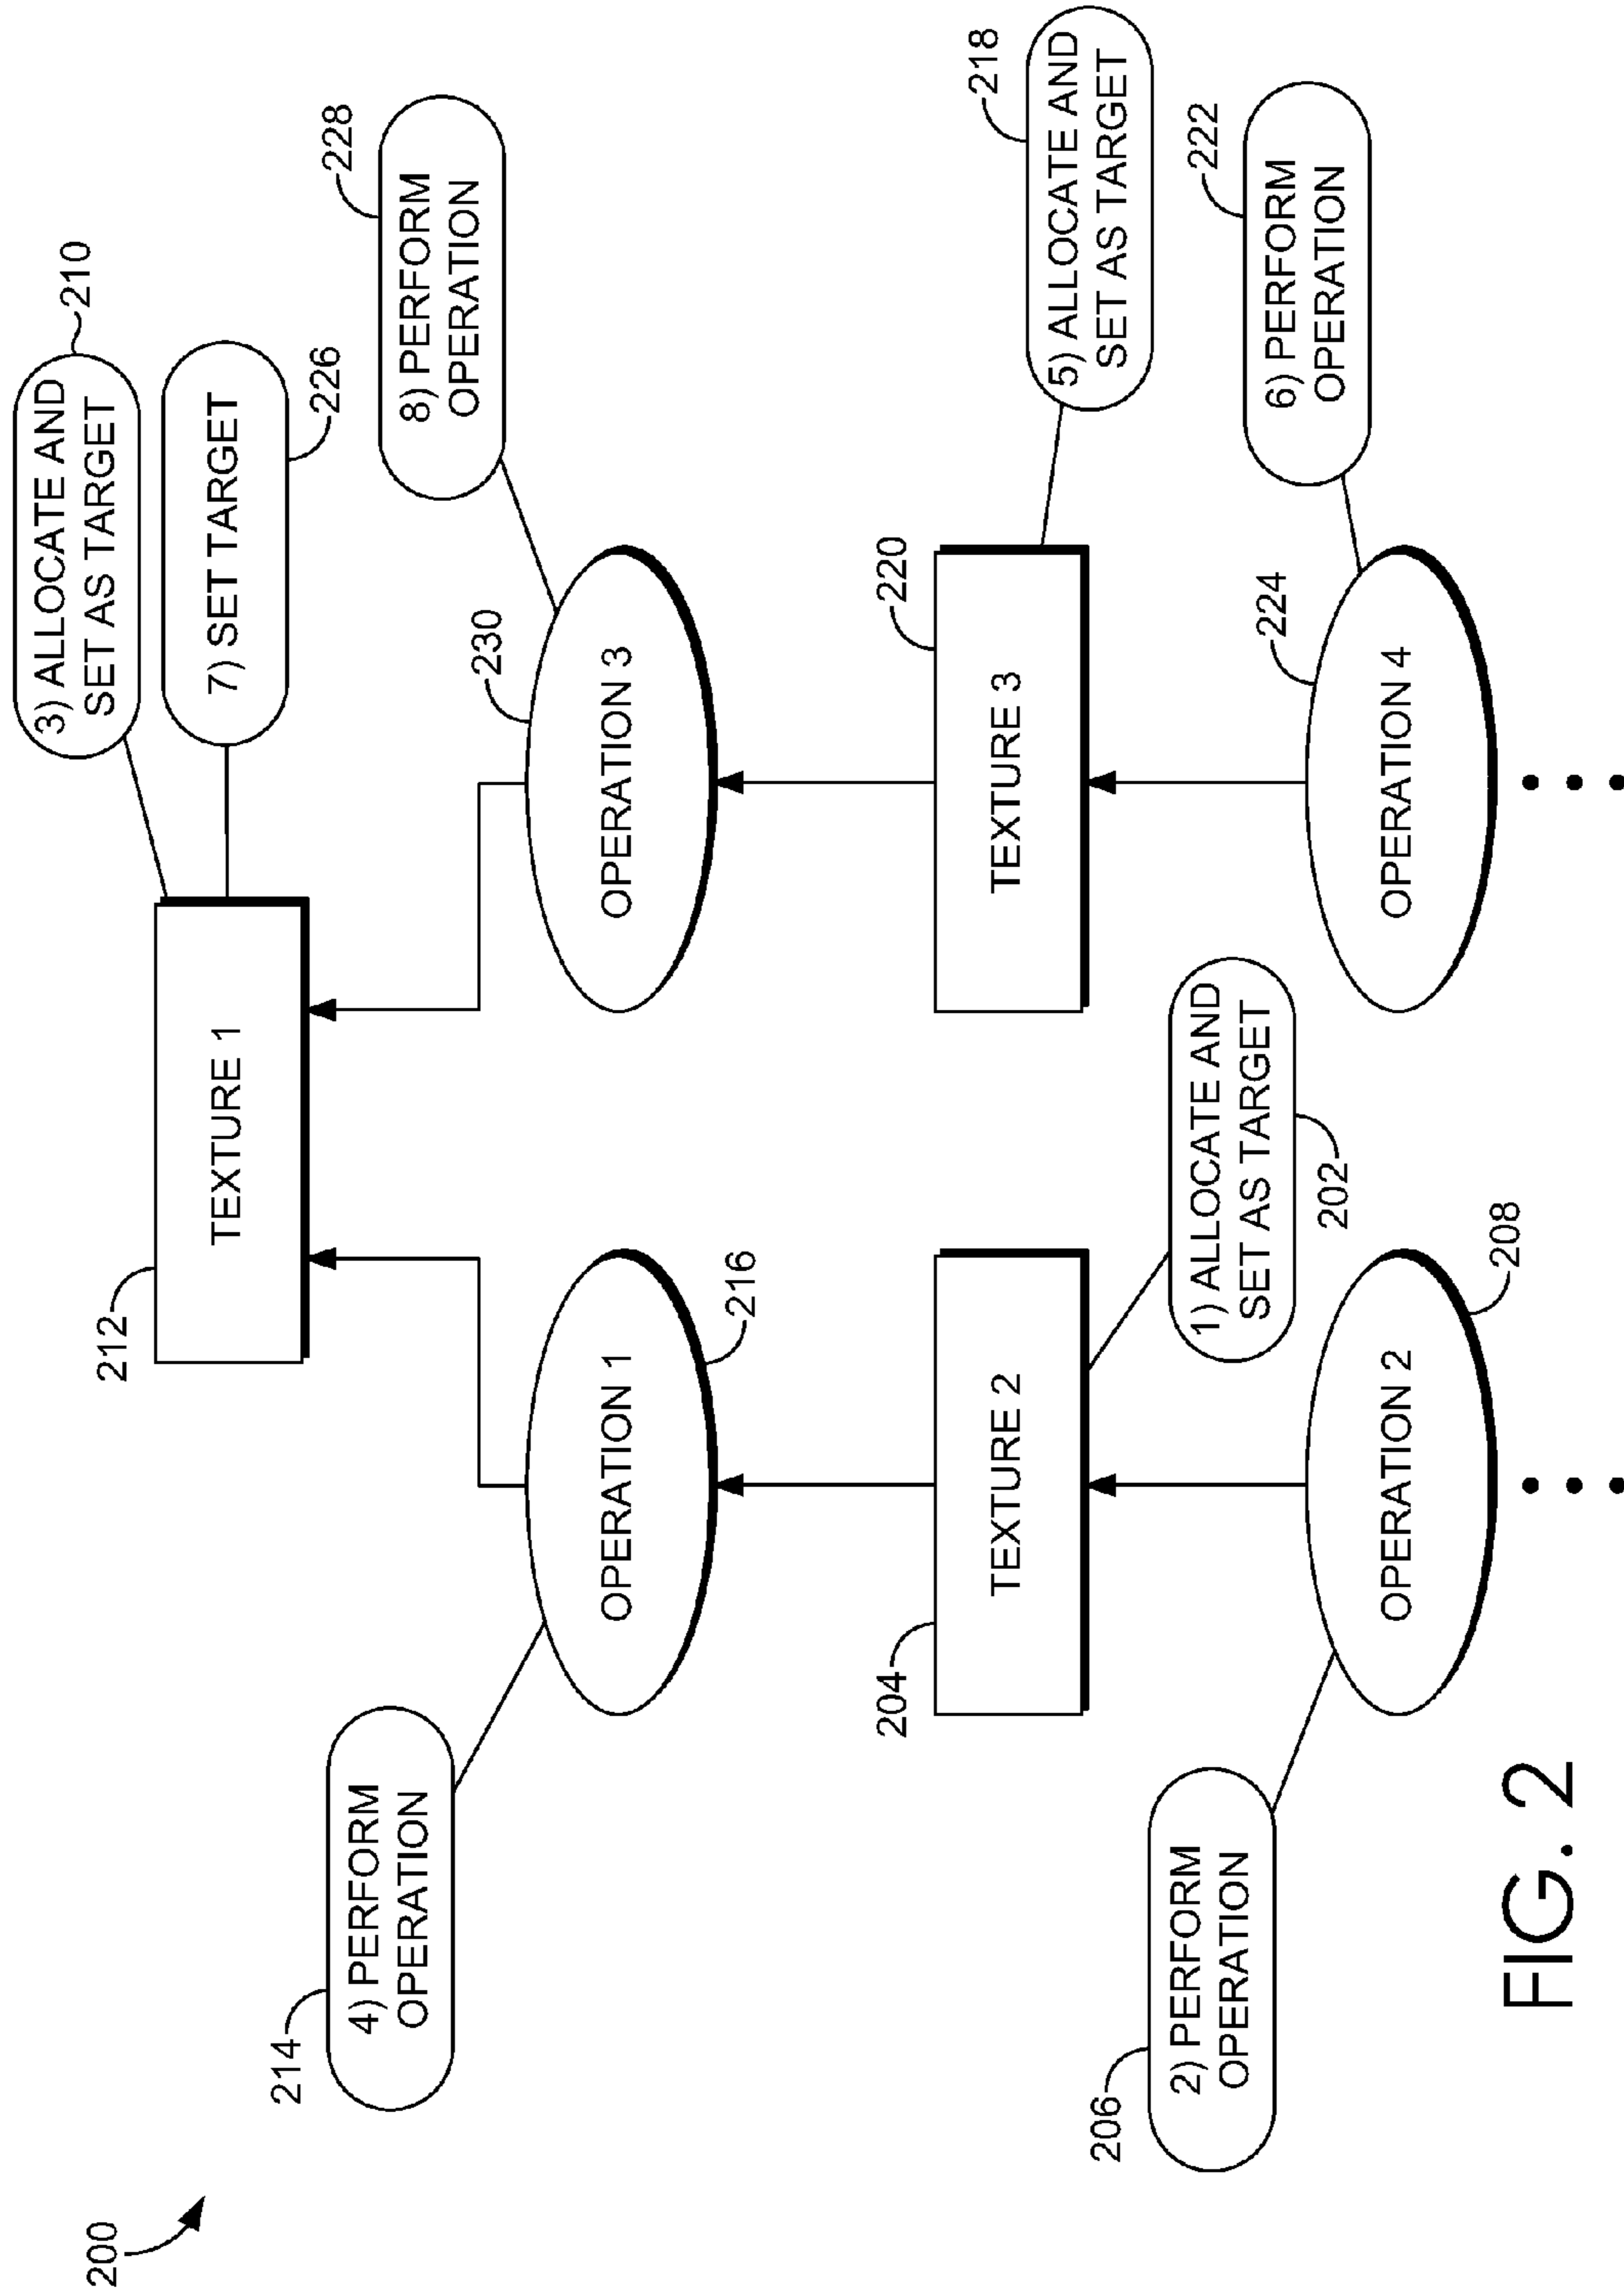 200
3) ALLOCATE AND
SET AS TARGET
210
7) SET TARGET
226
212
TEXTURE 1
214
4) PERFORM
OPERATION
8) PERFORM
OPERATION
228
OPERATION 1
216
OPERATION 3
230
204
TEXTURE 2
TEXTURE 3
220
5) ALLOCATE AND
SET AS TARGET
218
1) ALLOCATE AND
SET AS TARGET
202
206
2) PERFORM
OPERATION
6) PERFORM
OPERATION
222
OPERATION 2
208
OPERATION 4
224
FIG. 2